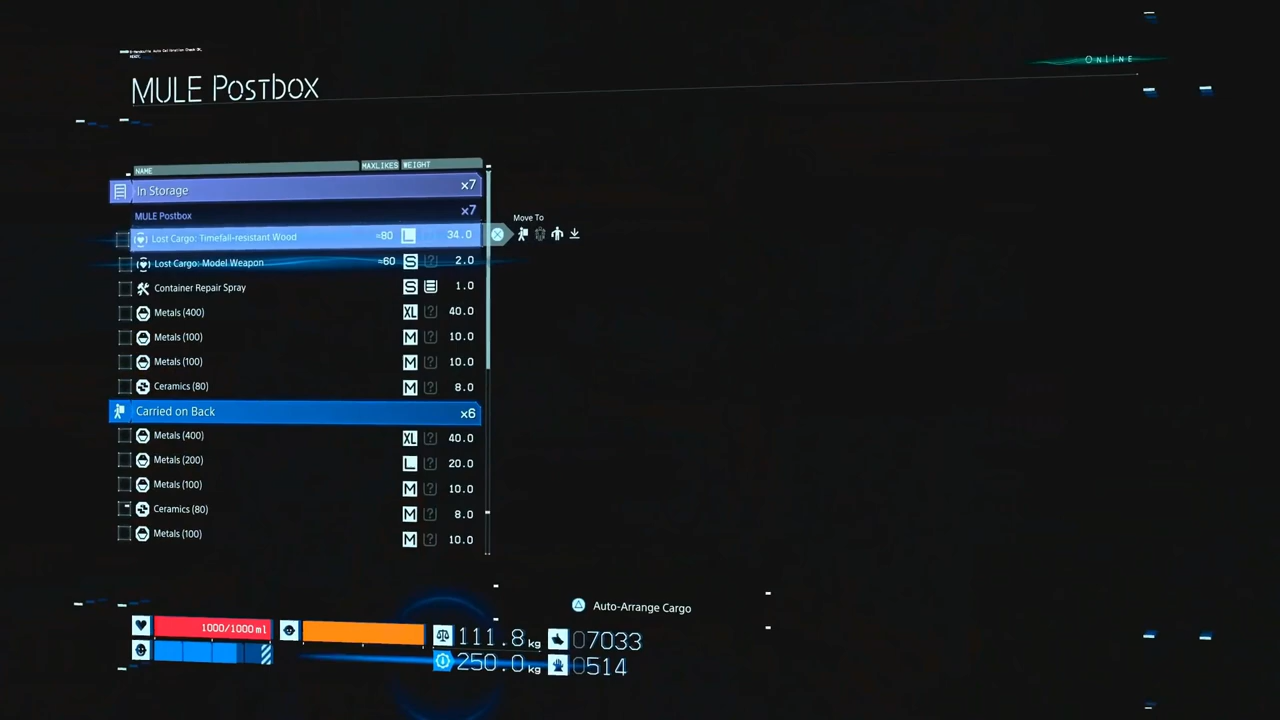 MULE Postbox
Online
NAME MAXLIKES WEIGHT
In Storage x7
MULE Postbox x7
Lost Cargo: Timefall-resistant Wood ≈80 L 34.0
Lost Cargo: Model Weapon ≈60 S 2.0
Container Repair Spray S 1.0
Metals (400) XL 40.0
Metals (100) M 10.0
Metals (100) M 10.0
Ceramics (80) M 8.0
Carried on Back x6
Metals (400) XL 40.0
Metals (200) L 20.0
Metals (100) M 10.0
Ceramics (80) M 8.0
Metals (100) M 10.0
Move To
Auto-Arrange Cargo
1000/1000 ml
111.8 kg 07033
250.0 kg 0514